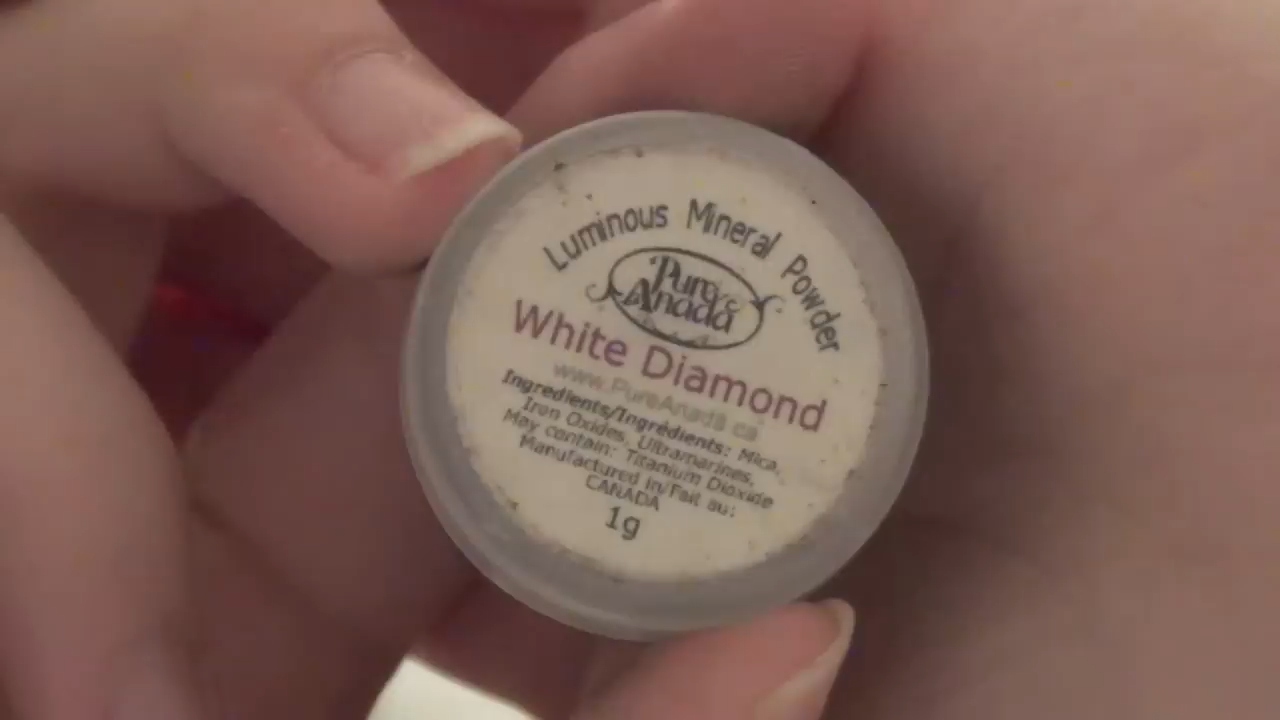 Luminous Mineral Powder
Pure
Anada
White Diamond
www.PureAnada.ca
Ingredients/Ingrédients: Mica,
Iron Oxides, Ultramarines,
May contain: Titanium Dioxide
Manufactured in/Fait au:
CANADA
1g